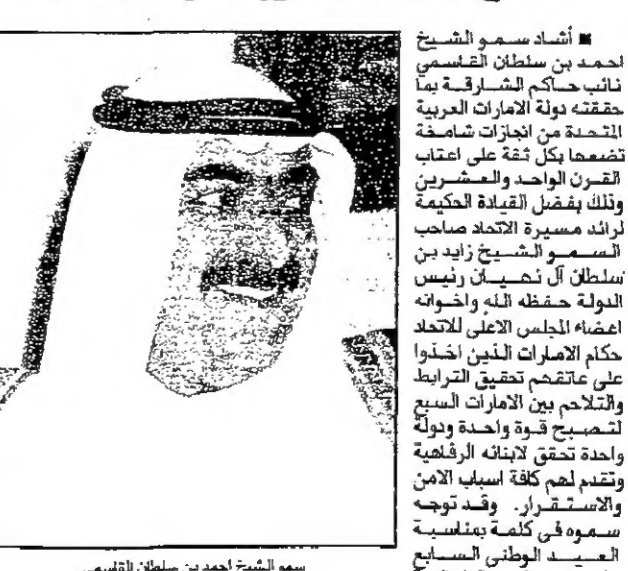 ■ أشاد سمو الشيخ
احمد بن سلطان القاسمي
نائب حاكم الشارقة بما
حققته دولة الامارات العربية
المتحدة من انجازات شامخة
تضعها بكل ثقة على اعتاب
القرن الواحد والعشرين
وذلك بفضل القيادة الحكيمة
لرائد مسيرة الاتحاد صاحب
السمو الشيخ زايد بن
سلطان آل نهيان رئيس
الدولة حفظه الله واخوانه
اعضاء المجلس الاعلى للاتحاد
حكام الامارات الذين اخذوا
على عاتقهم تحقيق الترابط
والتلاحم بين الامارات السبع
لتصبح قوة واحدة ودولة
واحدة تحقق لابنائه الرفاهية
وتقدم لهم كافة اسباب الامن
والاستقرار. وقد توجه
سموه في كلمة بمناسبة
العيد الوطني السابع
سمو الشيخ احمد بن سلطان القاسمي